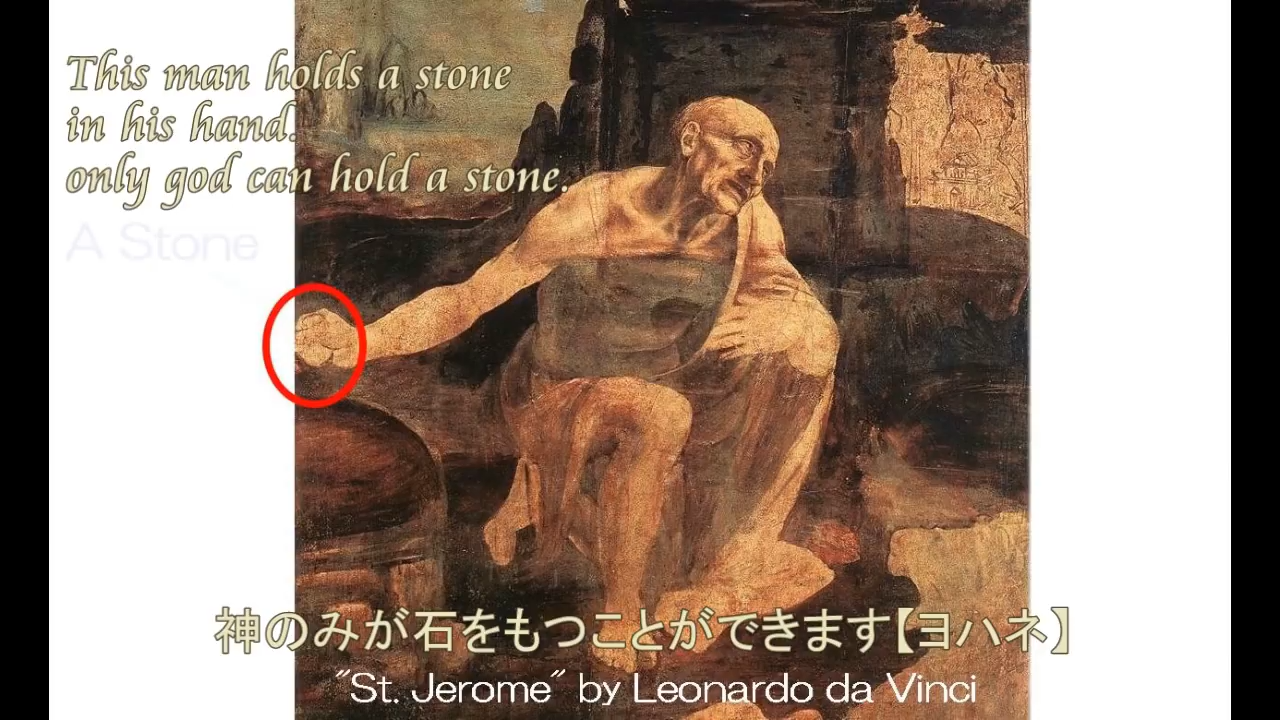 This man holds a stone
in his hand.
only god can hold a stone.
A Stone
神のみが石をもつことができます【ヨハネ】
"St. Jerome" by Leonardo da Vinci